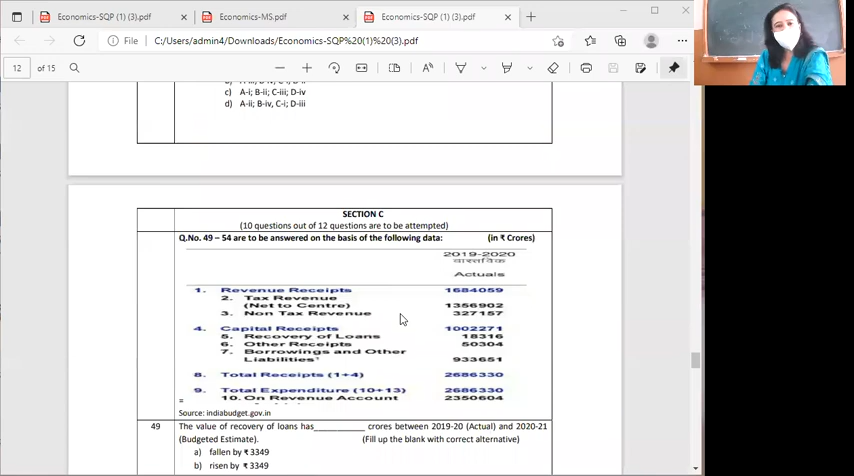 Economics-SQP (1) (3).pdf
Economics-MS.pdf
Economics-SQP (1) (3).pdf
File C:/Users/admin4/Downloads/Economics-SQP%20(1)%20(3).pdf
12 of 15
c) A-i; B-ii; C-iii; D-iv
d) A-ii; B-iv, C-i; D-iii
SECTION C
(10 questions out of 12 questions are to be attempted)
Q.No. 49 – 54 are to be answered on the basis of the following data: (in ₹ Crores)
2019-2020
वास्तविक
Actuals
1. Revenue Receipts 1684059
2. Tax Revenue
(Net to Centre) 1356902
3. Non Tax Revenue 327157
4. Capital Receipts 1002271
5. Recovery of Loans 18316
6. Other Receipts 50304
7. Borrowings and Other
Liabilities 933651
8. Total Receipts (1+4) 2686330
9. Total Expenditure (10+13) 2686330
= 10. On Revenue Account 2350604
Source: indiabudget.gov.in
49 The value of recovery of loans has___________ crores between 2019-20 (Actual) and 2020-21
(Budgeted Estimate). (Fill up the blank with correct alternative)
a) fallen by ₹ 3349
b) risen by ₹ 3349